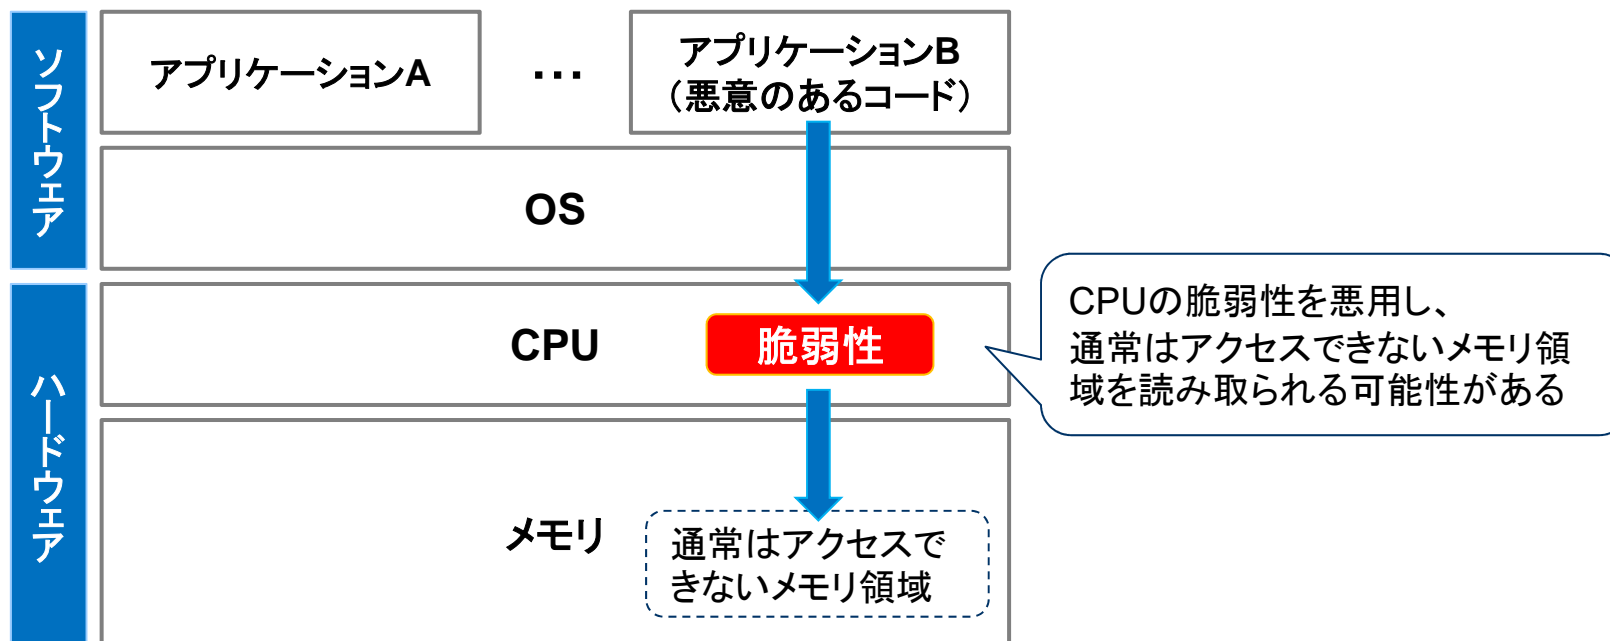 ソフトウェア
アプリケーションA
…
アプリケーションB
（悪意のあるコード）
OS
ハードウェア
CPU
脆弱性
CPUの脆弱性を悪用し、
通常はアクセスできないメモリ領
域を読み取られる可能性がある
メモリ
通常はアクセスで
きないメモリ領域